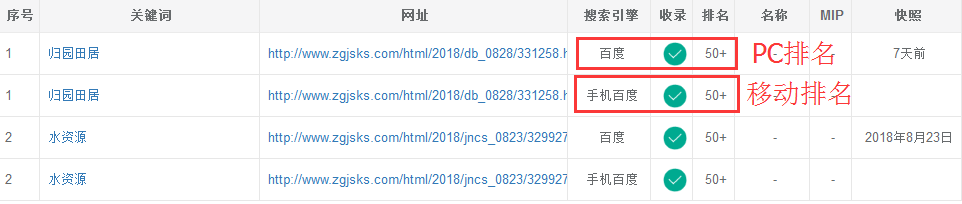 序号 关键词 网址 搜索引擎 收录 排名 名称 MIP 快照
1 归园田居 http://www.zgjsks.com/html/2018/db_0828/331258.h 百度 50+ PC排名 7天前
1 归园田居 http://www.zgjsks.com/html/2018/db_0828/331258.h 手机百度 50+ 移动排名
2 水资源 http://www.zgjsks.com/html/2018/jncs_0823/329927 百度 50+ - - 2018年8月23日
2 水资源 http://www.zgjsks.com/html/2018/jncs_0823/329927 手机百度 50+ - -